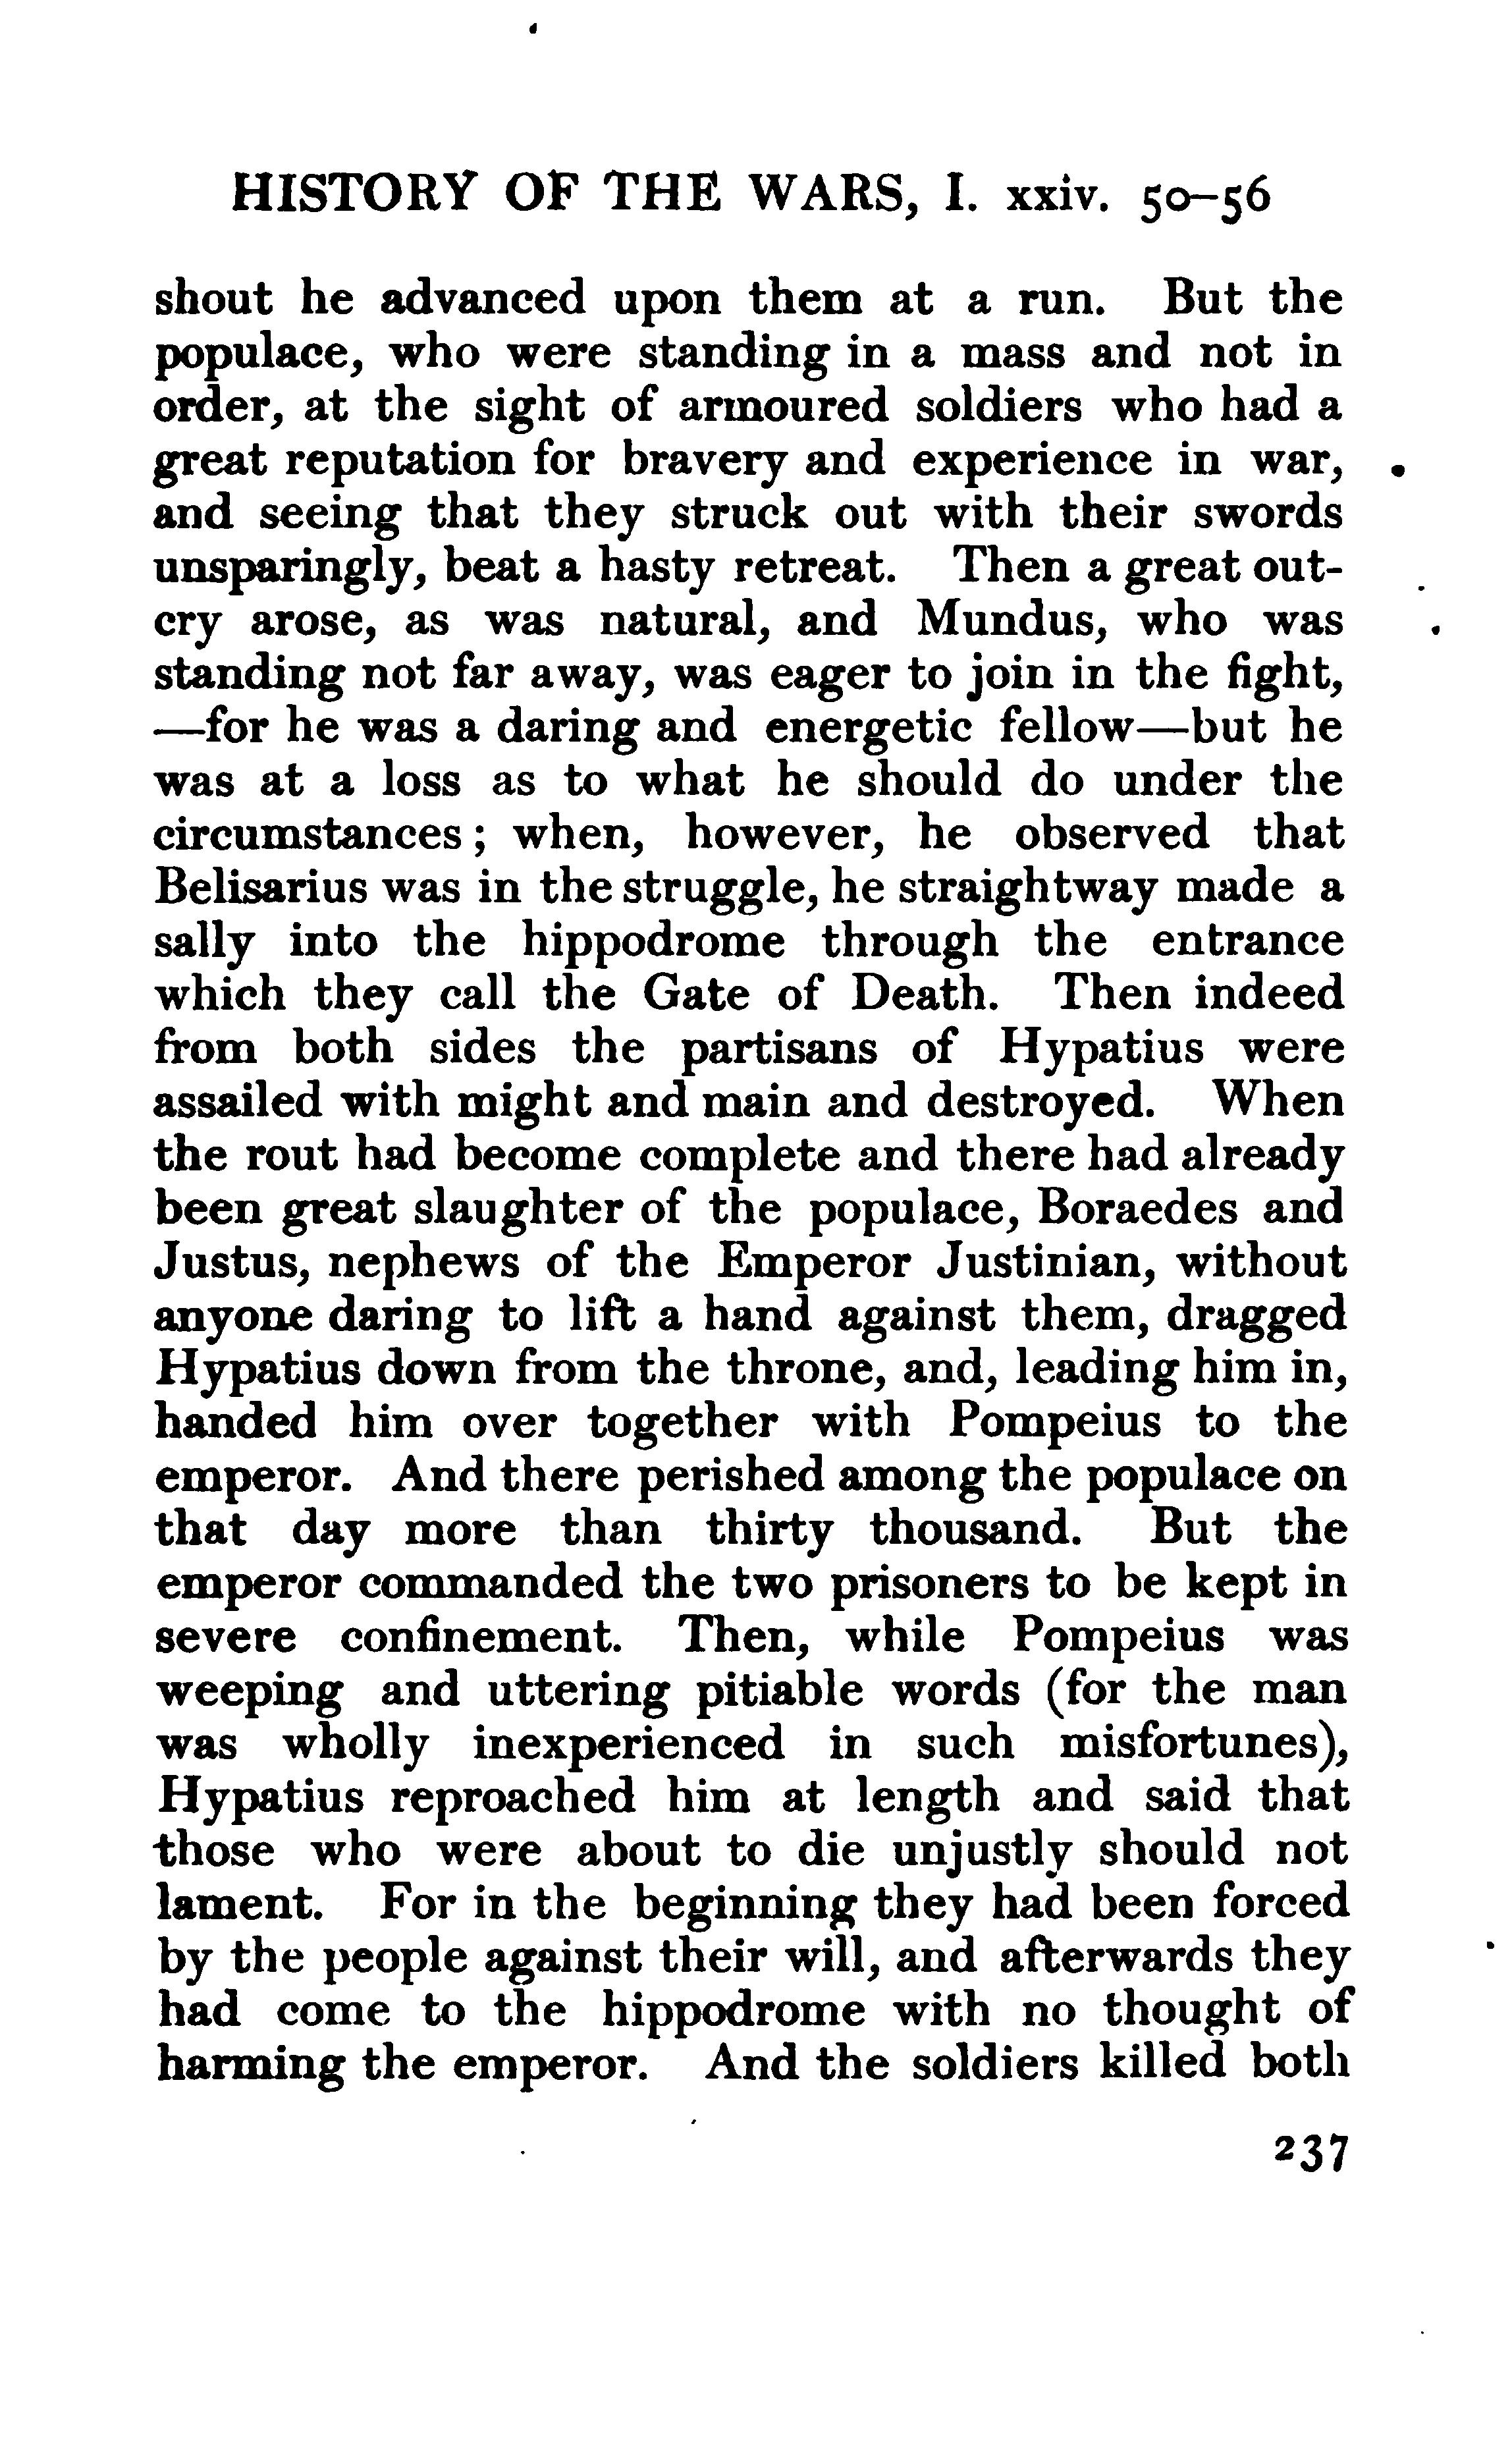 HISTORY OF THE WARS, I. xxiv. 50–56
shout he advanced upon them at a run. But the
populace, who were standing in a mass and not in
order, at the sight of armoured soldiers who had a
great reputation for bravery and experience in war,
and seeing that they struck out with their swords
unsparingly, beat a hasty retreat. Then a great out-
cry arose, as was natural, and Mundus, who was
standing not far away, was eager to join in the fight,
—for he was a daring and energetic fellow—but he
was at a loss as to what he should do under the
circumstances; when, however, he observed that
Belisarius was in the struggle, he straightway made a
sally into the hippodrome through the entrance
which they call the Gate of Death. Then indeed
from both sides the partisans of Hypatius were
assailed with might and main and destroyed. When
the rout had become complete and there had already
been great slaughter of the populace, Boraedes and
Justus, nephews of the Emperor Justinian, without
anyone daring to lift a hand against them, dragged
Hypatius down from the throne, and, leading him in,
handed him over together with Pompeius to the
emperor. And there perished among the populace on
that day more than thirty thousand. But the
emperor commanded the two prisoners to be kept in
severe confinement. Then, while Pompeius was
weeping and uttering pitiable words (for the man
was wholly inexperienced in such misfortunes),
Hypatius reproached him at length and said that
those who were about to die unjustly should not
lament. For in the beginning they had been forced
by the people against their will, and afterwards they
had come to the hippodrome with no thought of
harming the emperor. And the soldiers killed both
237